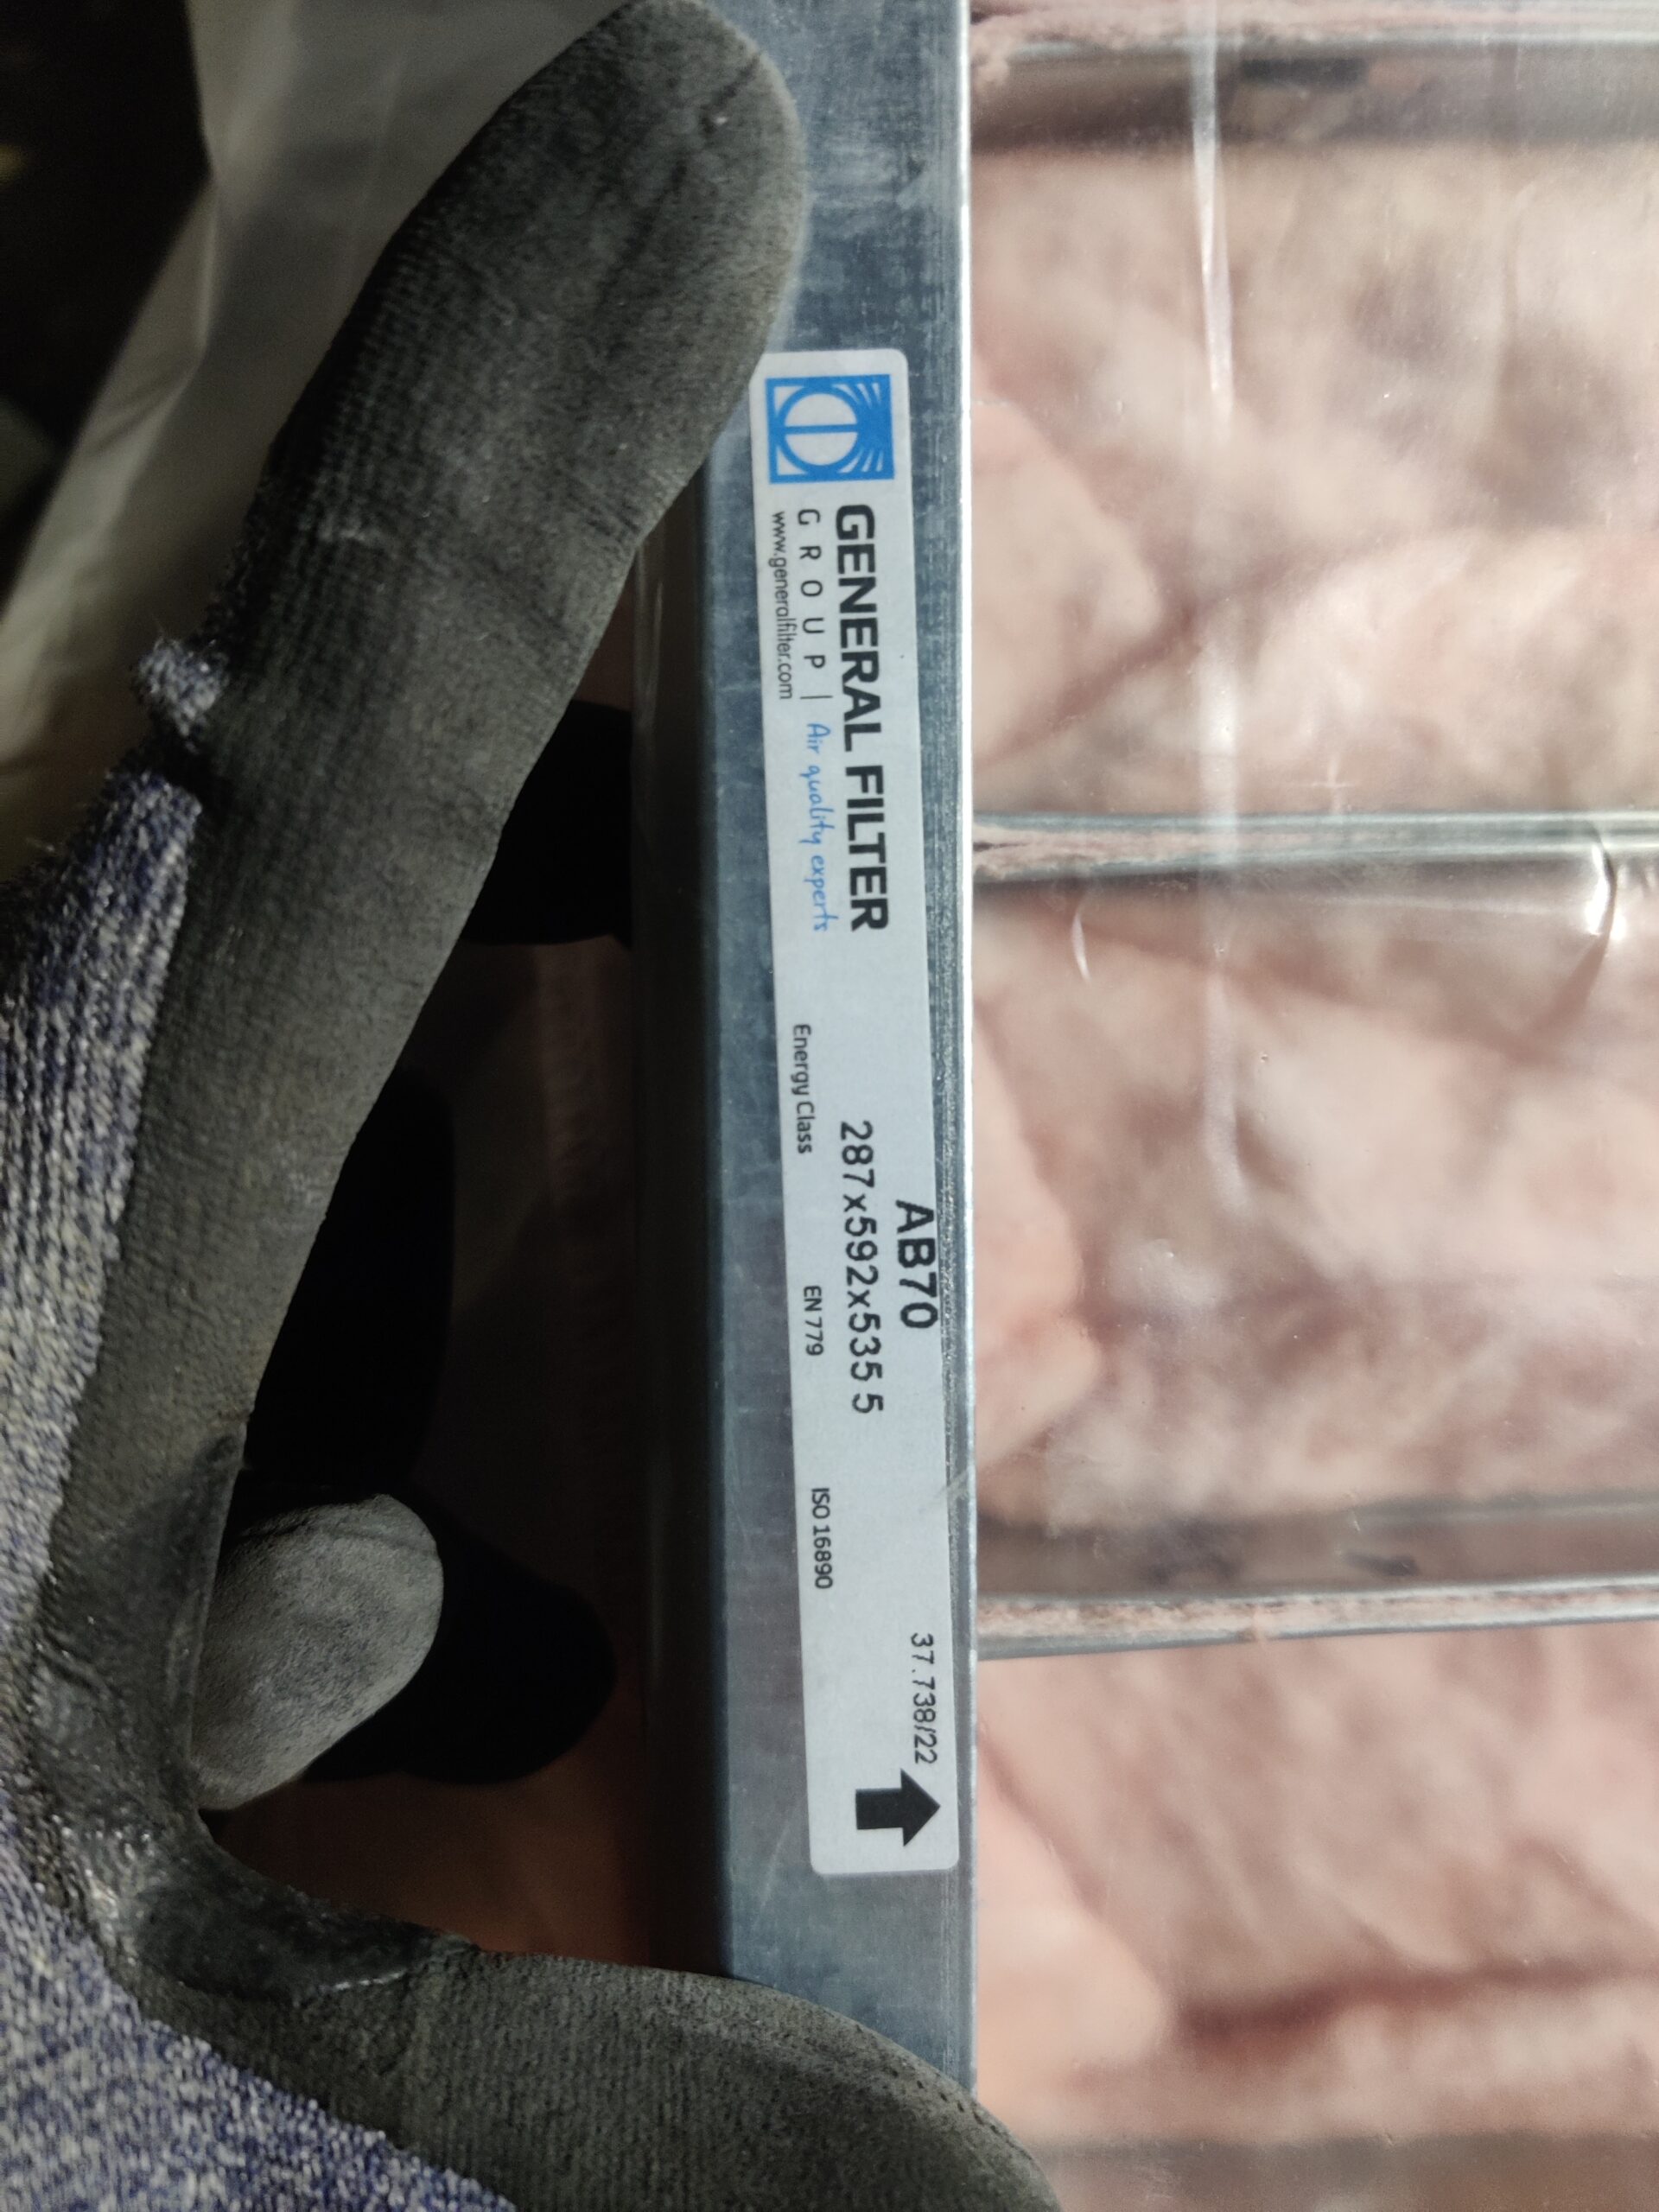 AB70
37.738/22
GENERAL FILTER
287x592x535 5
GROUP | Air quality experts
www.generalfilter.com
Energy Class
EN 779
ISO 16890